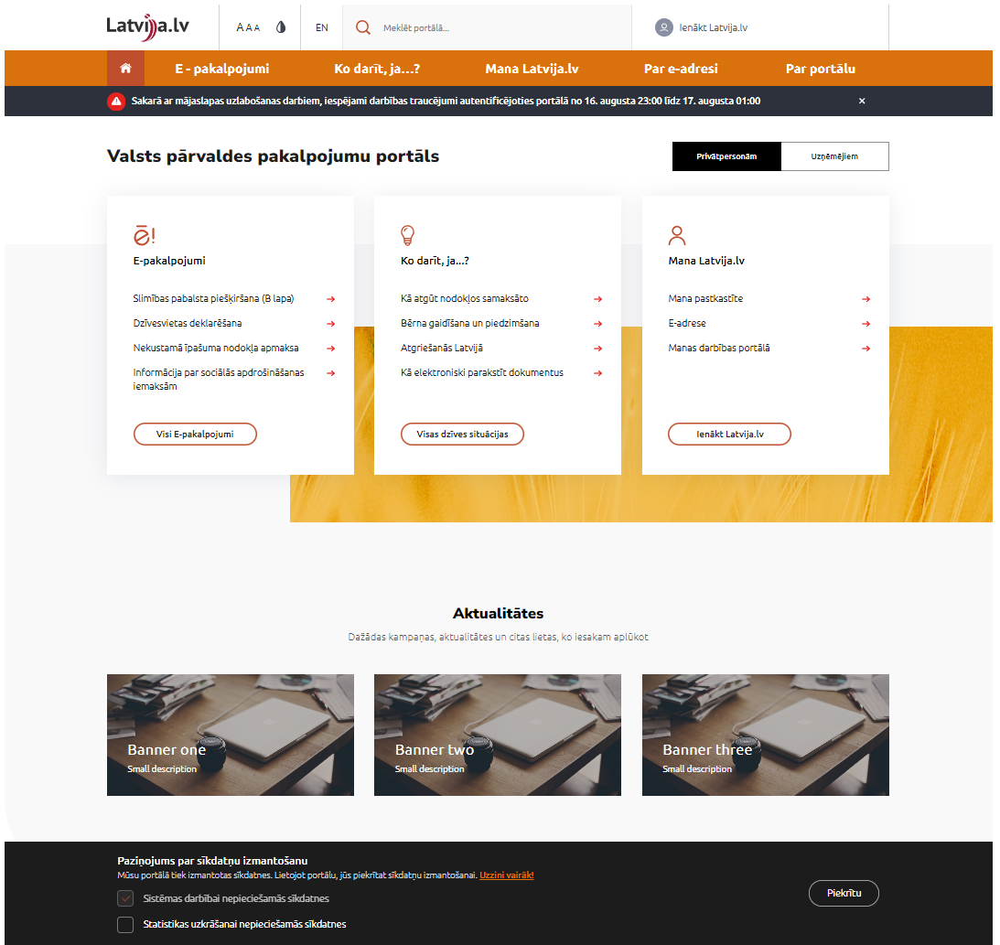 Latvija.lv
A A A
EN
Meklēt portālā...
Ienākt Latvija.lv
E - pakalpojumi
Ko darīt, ja...?
Mana Latvija.lv
Par e-adresi
Par portālu
Sakarā ar mājaslapas uzlabošanas darbiem, iespējami darbības traucējumi autentificējoties portālā no 16. augusta 23:00 līdz 17. augusta 01:00
Valsts pārvaldes pakalpojumu portāls
Privātpersonām
Uzņēmējiem
ē!
E-pakalpojumi
Slimības pabalsta piešķiršana (B lapa)
Dzīvesvietas deklarēšana
Nekustamā īpašuma nodokļa apmaksa
Informācija par sociālās apdrošināšanas
iemaksām
Visi E-pakalpojumi
Ko darīt, ja...?
Kā atgūt nodokļos samaksāto
Bērna gaidīšana un piedzimšana
Atgriešanās Latvijā
Kā elektroniski parakstīt dokumentus
Visas dzīves situācijas
Mana Latvija.lv
Mana pastkastīte
E-adrese
Manas darbības portālā
Ienākt Latvija.lv
Aktualitātes
Dažādas kampaņas, aktualitātes un citas lietas, ko iesakam aplūkot
Banner one
Small description
Banner two
Small description
Banner three
Small description
Paziņojums par sīkdatņu izmantošanu
Mūsu portālā tiek izmantotas sīkdatnes. Lietojot portālu, jūs piekrītat sīkdatņu izmantošanai. Uzzini vairāk!
Sistēmas darbībai nepieciešamās sīkdatnes
Statistikas uzkrāšanai nepieciešamās sīkdatnes
Piekrītu